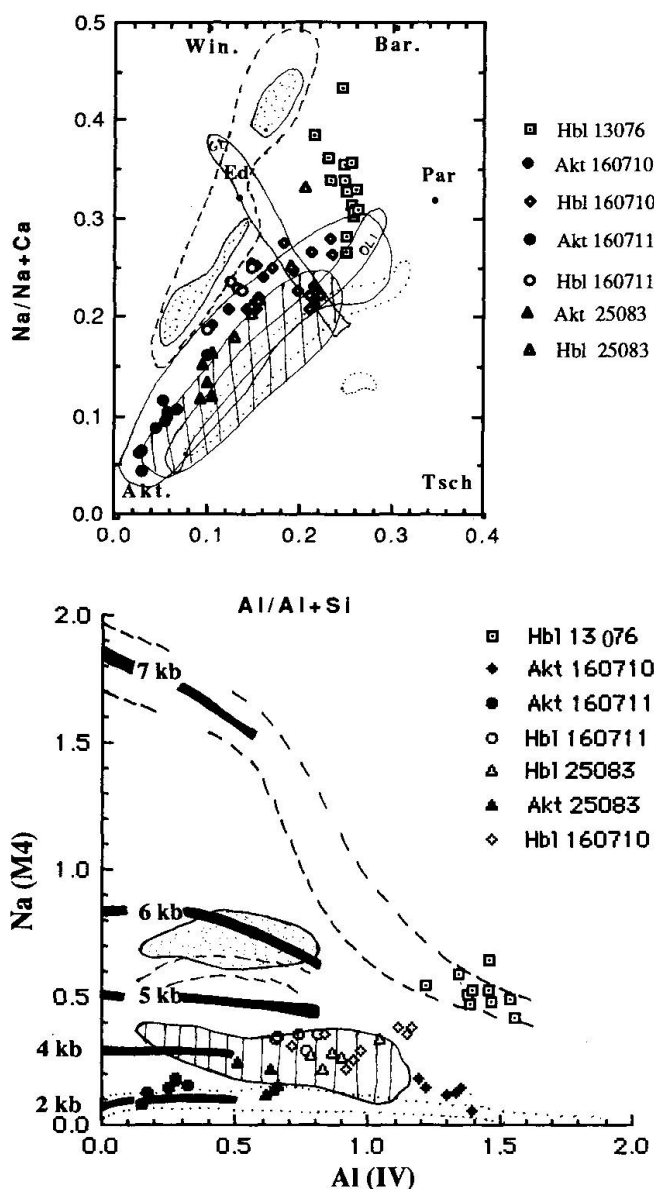 0.5
Win.
Bar.
0.4
Ed
Par
0.3
OLI
0.2
0.1
Akt.
Tsch
0.0
0.0
0.1
0.2
0.3
0.4
Na/Na+Ca
Al/Al+Si
Hbl 13076
Akt 160710
Hbl 160710
Akt 160711
Hbl 160711
Akt 25083
Hbl 25083
2.0
7 kb
1.5
1.0
6 kb
0.5
5 kb
4 kb
2 kb
0.0
0.0
0.5
1.0
1.5
2.0
Na (M4)
Al (IV)
Hbl 13076
Akt 160710
Akt 160711
Hbl 160711
Hbl 25083
Akt 25083
Hbl 160710